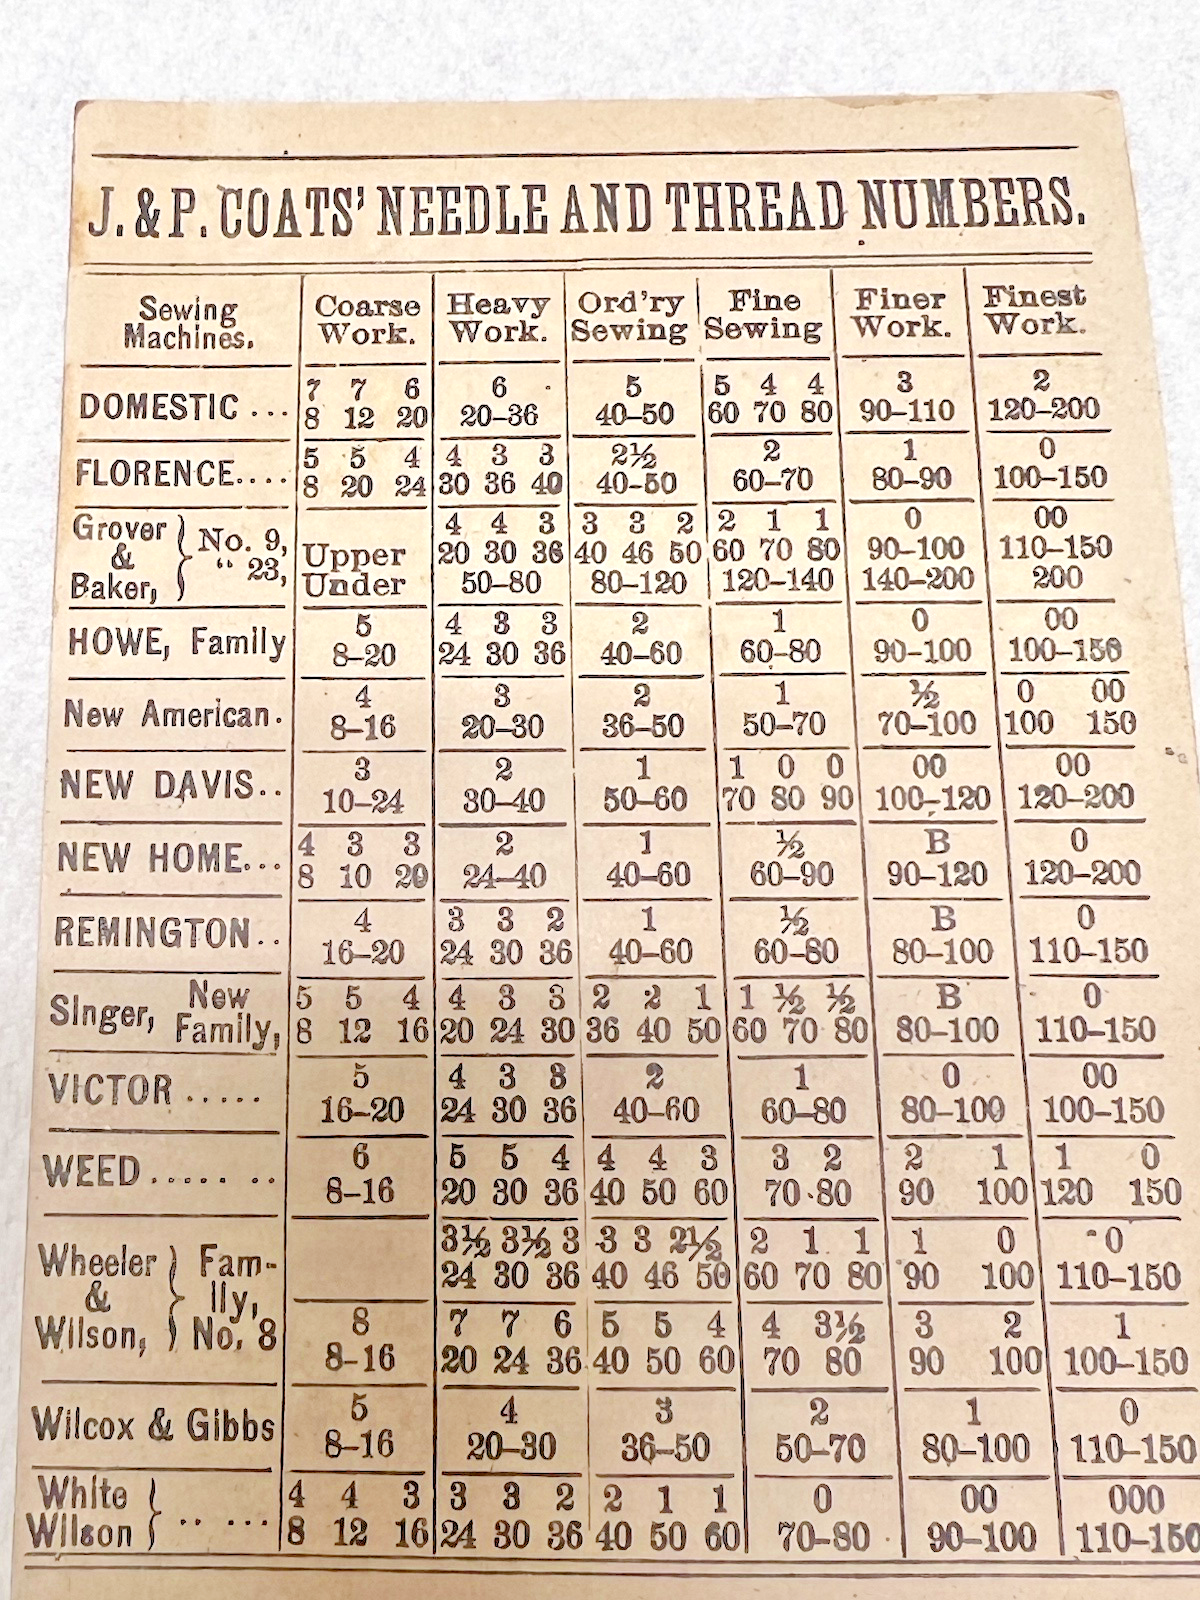 J. & P. COATS' NEEDLE AND THREAD NUMBERS.
Sewing Machines. Coarse Work. Heavy Work. Ord'ry Sewing Fine Sewing Finer Work. Finest Work.
7 7 6 6 5 5 4 4 3 2
DOMESTIC ... 8 12 20 20–36 40–50 60 70 80 90–110 120–200
5 5 4 4 3 3 2½ 2 1 0
FLORENCE.... 8 20 24 30 36 40 40–50 60–70 80–90 100–150
Grover & Baker, } No. 9, 4 4 3 3 3 2 2 1 1 0 00
Upper 20 30 36 40 46 50 60 70 80 90–100 110–150
“ 23, Under 50–80 80–120 120–140 140–200 200
5 4 3 3 2 1 0 00
HOWE, Family 8–20 24 30 36 40–60 60–80 90–100 100–150
4 3 2 1 ½ 0 00
New American. 8–16 20–30 36–50 50–70 70–100 100 150
3 2 1 1 0 0 00 00
NEW DAVIS.. 10–24 30–40 50–60 70 80 90 100–120 120–200
4 3 3 2 1 ½ B 0
NEW HOME... 8 10 20 24–40 40–60 60–90 90–120 120–200
4 3 3 2 1 ½ B 0
REMINGTON.. 16–20 24 30 36 40–60 60–80 80–100 110–150
5 5 4 4 3 3 2 2 1 1 ½ ½ B 0
Singer, New Family, 8 12 16 20 24 30 36 40 50 60 70 80 80–100 110–150
5 4 3 3 2 1 0 00
VICTOR ..... 16–20 24 30 36 40–60 60–80 80–100 100–150
6 5 5 4 4 4 3 3 2 2 1 1 0
WEED ..... .. 8–16 20 30 36 40 50 60 70 80 90 100 120 150
Wheeler & Wilson, } Family, 3½ 3½ 3 3 3 2½ 2 1 1 1 0 0
24 30 36 40 46 50 60 70 80 90 100 110–150
No. 8 8 7 7 6 5 5 4 4 3½ 3 2 1
8–16 20 24 36 40 50 60 70 80 90 100 100–150
5 4 3 2 1 0
Wilcox & Gibbs 8–16 20–30 36–50 50–70 80–100 110–150
White 4 4 3 3 3 2 2 1 1 0 00 000
Wilson } .. ... 8 12 16 24 30 36 40 50 60 70–80 90–100 110–150